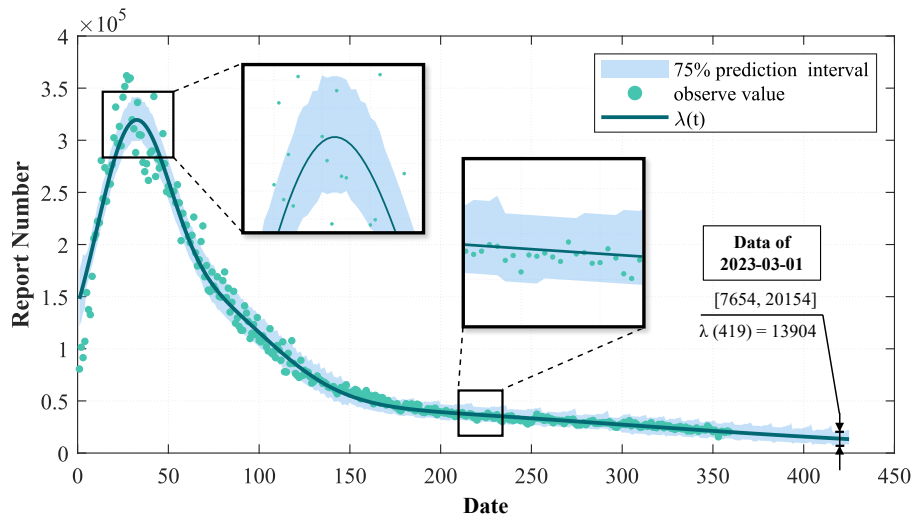 ×10⁵
4
3.5
3
2.5
2
1.5
1
0.5
0
Report Number
75% prediction interval
observe value
λ(t)
Data of
2023-03-01
[7654, 20154]
λ (419) = 13904
0 50 100 150 200 250 300 350 400 450
Date